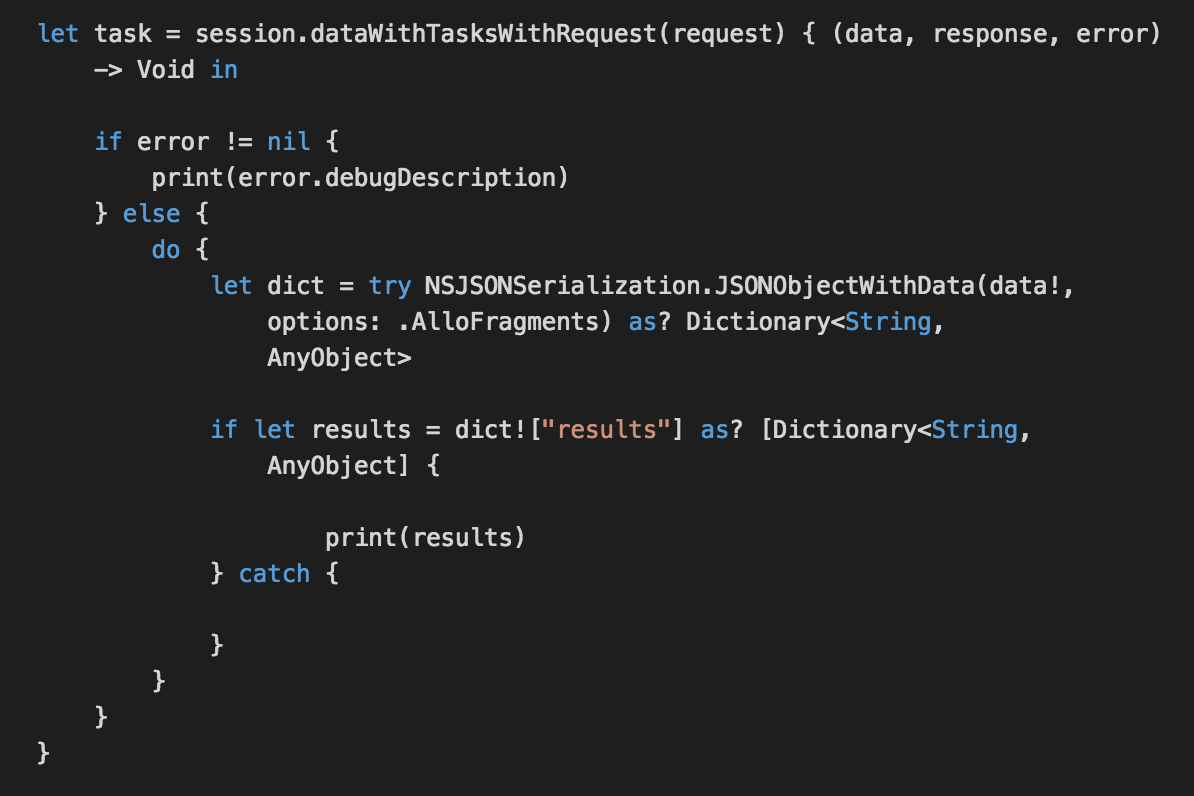 let task = session.dataWithTasksWithRequest(request) { (data, response, error)
    —> Void in

    if error != nil {
        print(error.debugDescription)
    } else {
        do {
            let dict = try NSJSONSerialization.JSONObjectWithData(data!,
                options: .AlloFragments) as? Dictionary<String,
                AnyObject>

            if let results = dict!["results"] as? [Dictionary<String,
                AnyObject] {

                    print(results)
            } catch {

            }
        }
    }
}